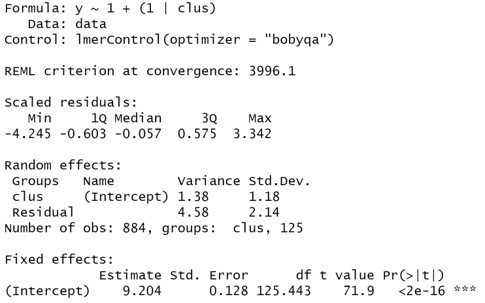 Formula: y ~ 1 + (1 | clus)
   Data: data
Control: lmerControl(optimizer = "bobyqa")

REML criterion at convergence: 3996.1

Scaled residuals:
   Min     1Q Median     3Q    Max
-4.245 -0.603 -0.057  0.575  3.342

Random effects:
 Groups   Name        Variance Std.Dev.
 clus     (Intercept) 1.38     1.18
 Residual             4.58     2.14
Number of obs: 884, groups:  clus, 125

Fixed effects:
            Estimate Std. Error      df t value Pr(>|t|)
(Intercept)    9.204      0.128 125.443    71.9   <2e-16 ***